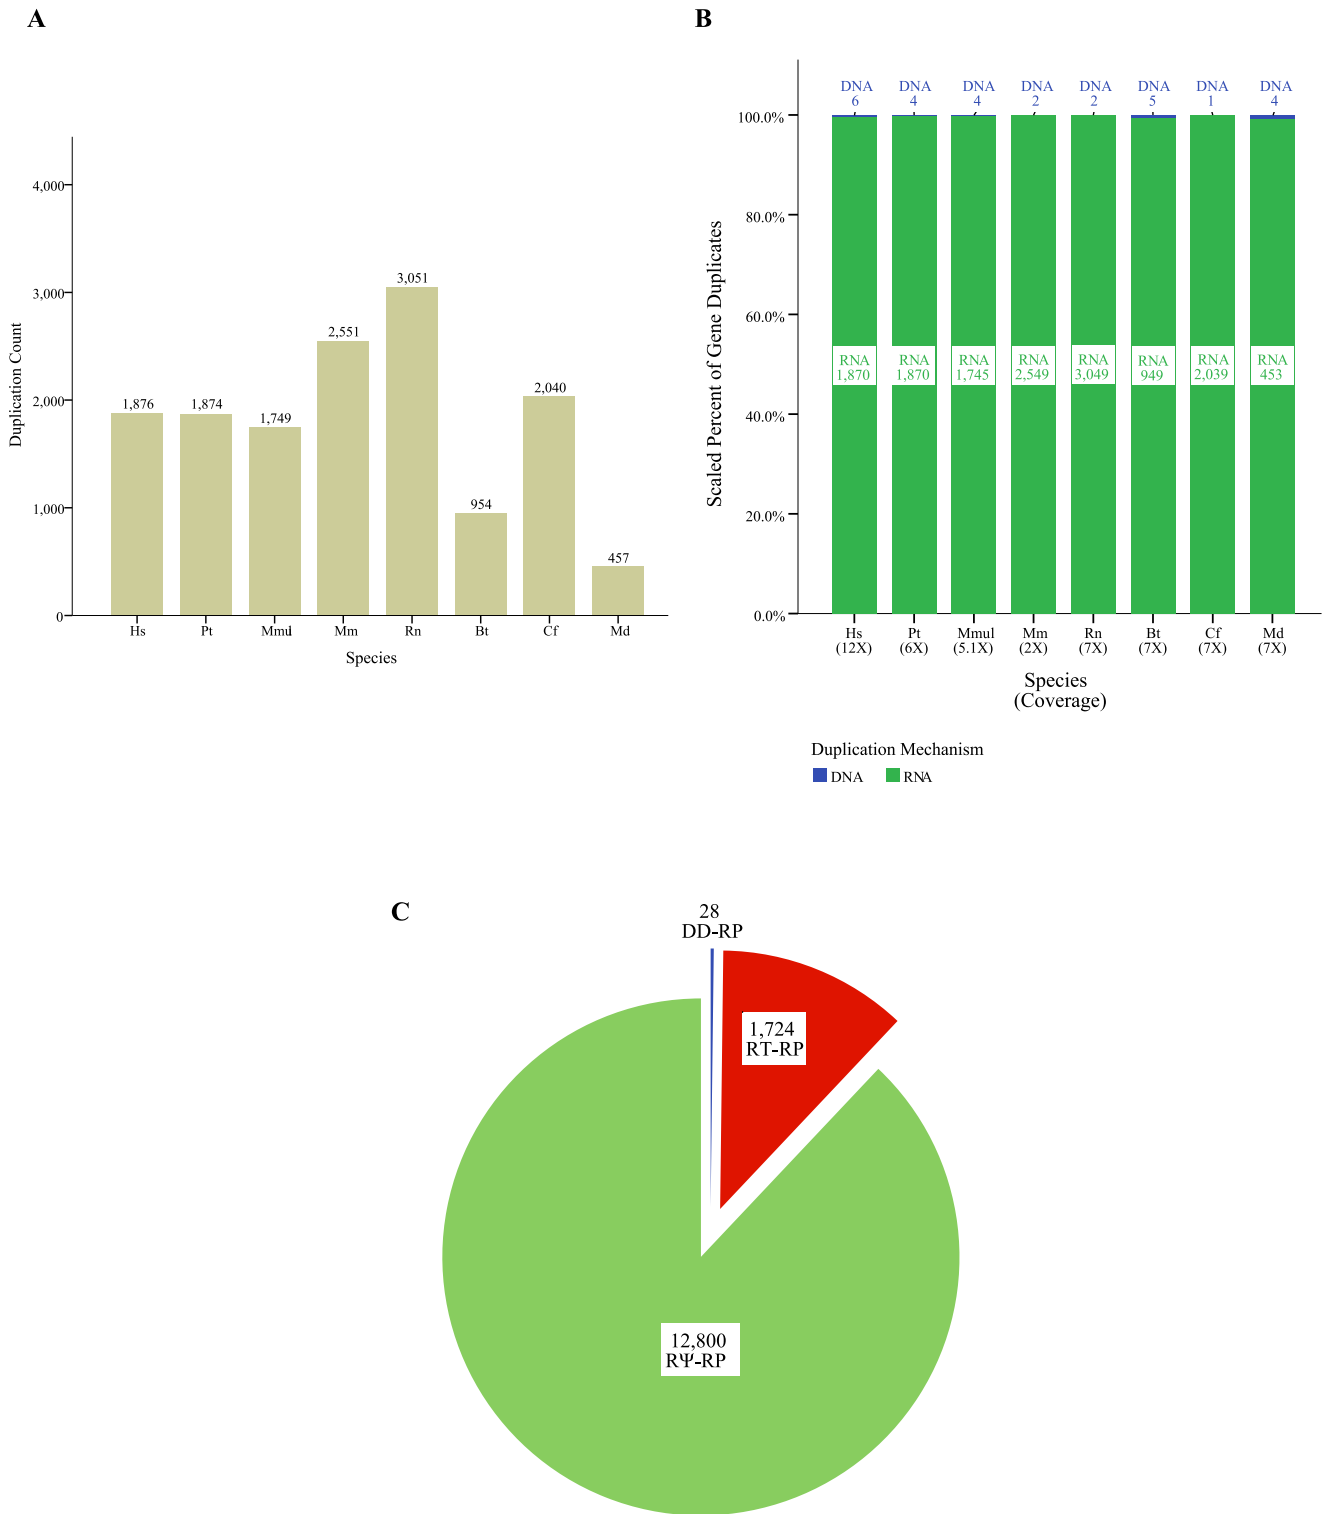 A
Duplication Count
4,000
3,000
2,000
1,000
0
1,876
1,874
1,749
2,551
3,051
954
2,040
457
Hs
Pt
Mmul
Mm
Rn
Bt
Cf
Md
Species
B
Scaled Percent of Gene Duplicates
100.0%
80.0%
60.0%
40.0%
20.0%
0.0%
DNA
6
DNA
4
DNA
4
DNA
2
DNA
2
DNA
5
DNA
1
DNA
4
RNA
1,870
RNA
1,870
RNA
1,745
RNA
2,549
RNA
3,049
RNA
949
RNA
2,039
RNA
453
Hs
(12X)
Pt
(6X)
Mmul
(5.1X)
Mm
(2X)
Rn
(7X)
Bt
(7X)
Cf
(7X)
Md
(7X)
Species
(Coverage)
Duplication Mechanism
DNA RNA
C
28
DD-RP
1,724
RT-RP
12,800
RΨ-RP